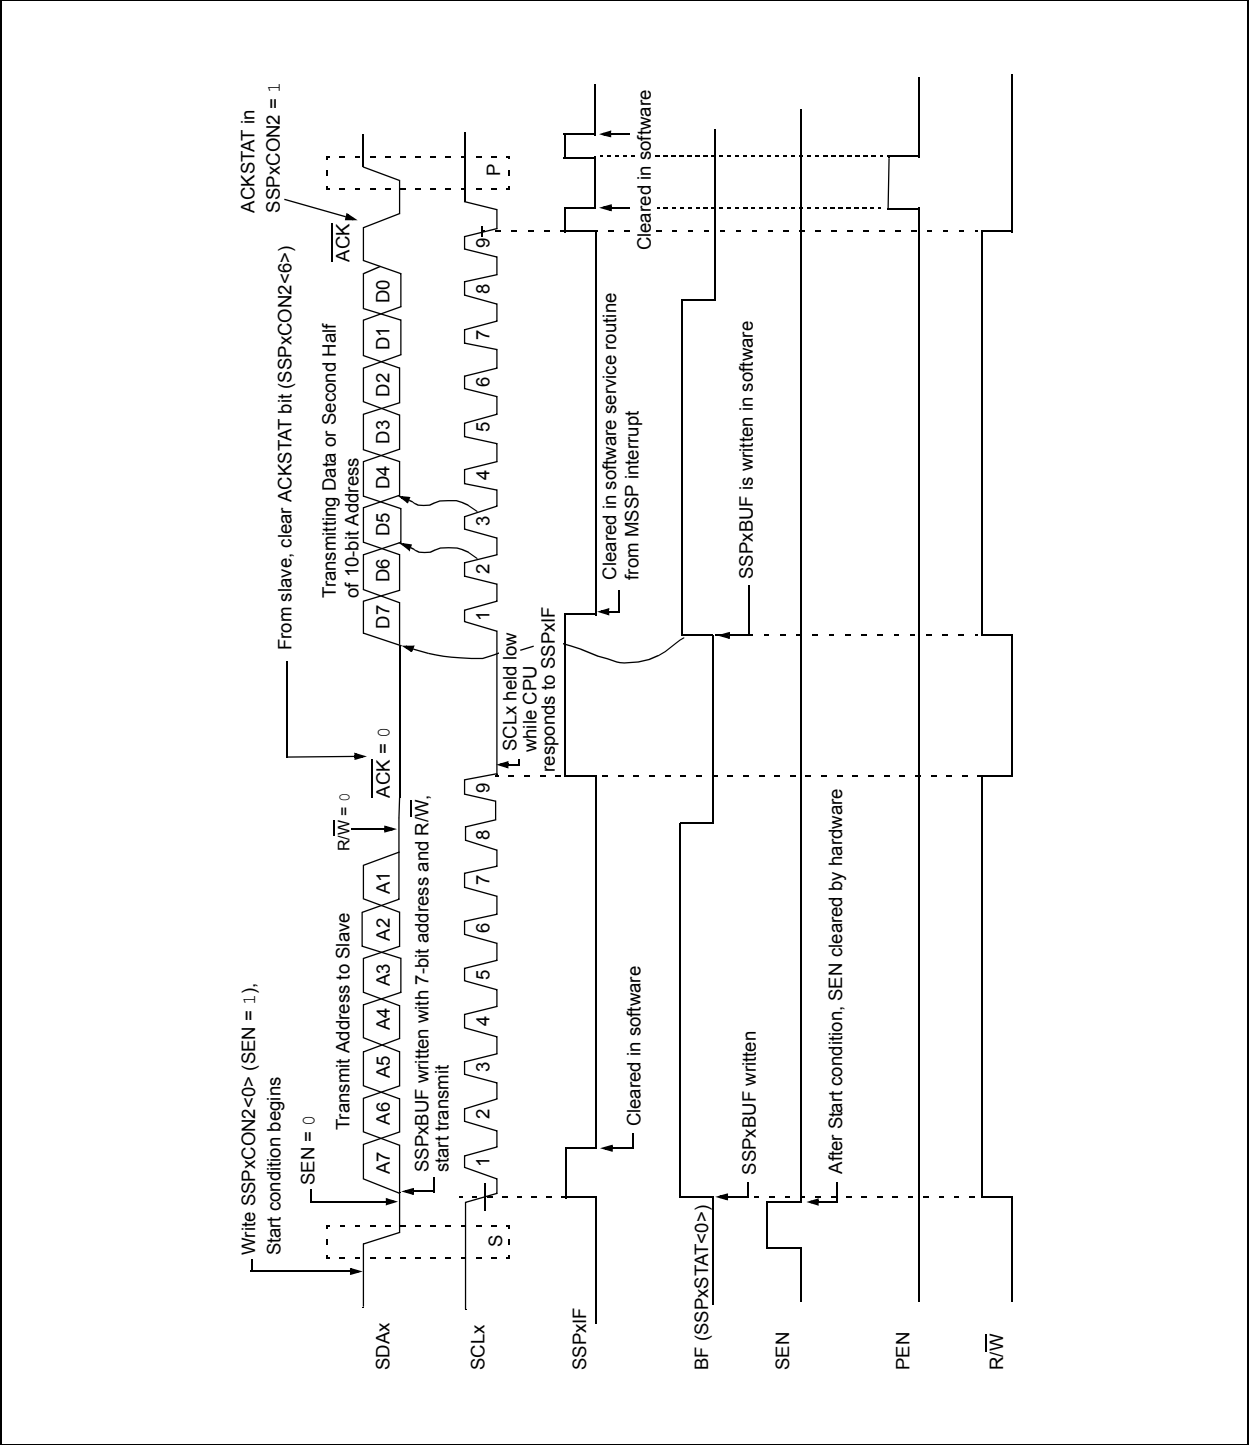 Write SSPxCON2<0> (SEN = 1),
Start condition begins
From slave, clear ACKSTAT bit (SSPxCON2<6>)
ACKSTAT in
SSPxCON2 = 1
SEN = 0
Transmit Address to Slave
R/W = 0
ACK = 0
Transmitting Data or Second Half
of 10-bit Address
ACK
SDAx
A7 A6 A5 A4 A3 A2 A1
D7 D6 D5 D4 D3 D2 D1 D0
SSPxBUF written with 7-bit address and R/W,
start transmit
SCLx
S
1 2 3 4 5 6 7 8 9
1 2 3 4 5 6 7 8 9
P
SCLx held low
while CPU
responds to SSPxIF
SSPxIF
Cleared in software
Cleared in software service routine
from MSSP interrupt
Cleared in software
BF (SSPxSTAT<0>)
SSPxBUF written
SSPxBUF is written in software
SEN
After Start condition, SEN cleared by hardware
PEN
R/W